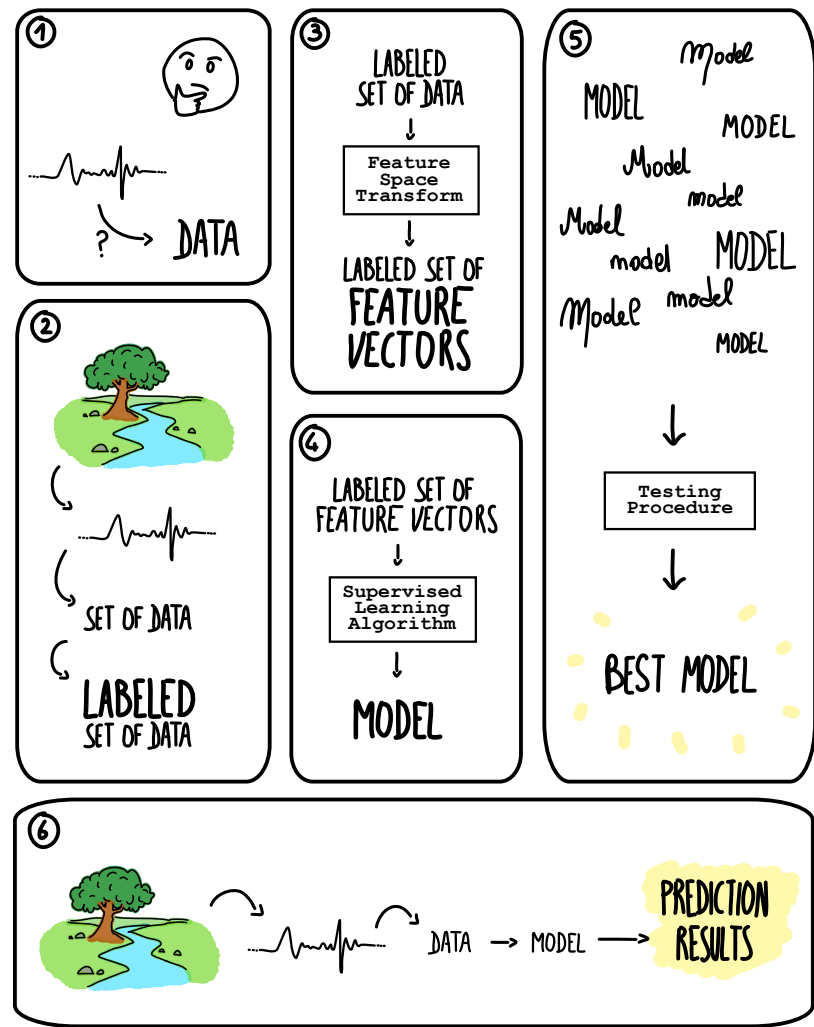 1
?
DATA
2
SET OF DATA
LABELED
SET OF DATA
3
LABELED
SET OF DATA
Feature
Space
Transform
LABELED SET OF
FEATURE
VECTORS
4
LABELED SET OF
FEATURE VECTORS
Supervised
Learning
Algorithm
MODEL
5
Model
MODEL
MODEL
Model
model
Model
MODEL
model
model
Model
MODEL
Testing
Procedure
BEST MODEL
6
DATA → MODEL → PREDICTION
RESULTS